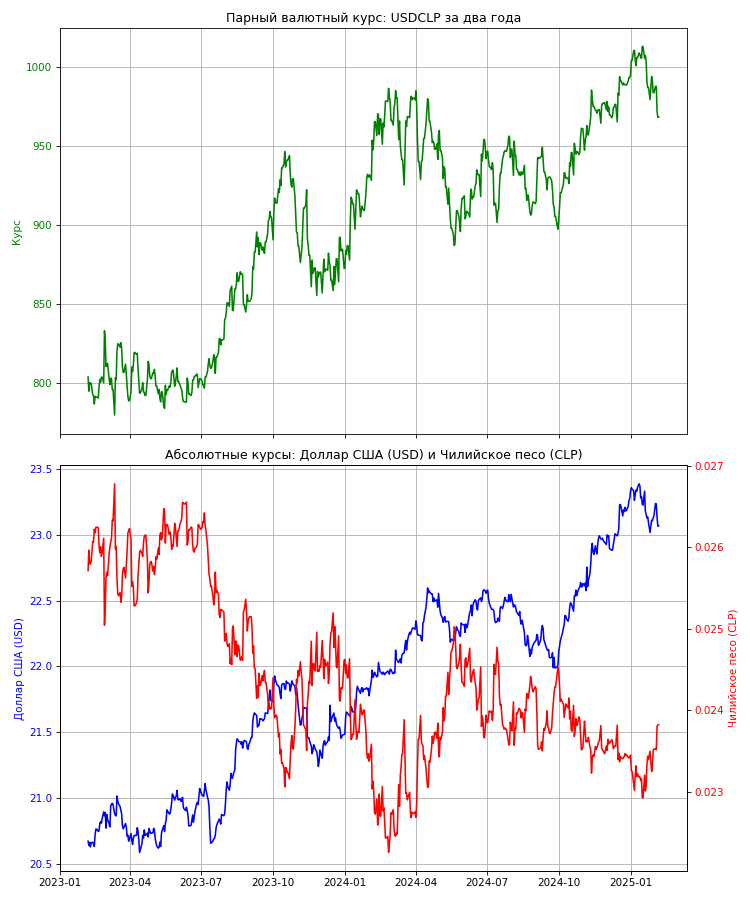 Парный валютный курс: USDCLP за два года
1000
950
900
850
800
Курс
Абсолютные курсы: Доллар США (USD) и Чилийское песо (CLP)
23.5
23.0
22.5
22.0
21.5
21.0
20.5
Доллар США (USD)
0.027
0.026
0.025
0.024
0.023
Чилийское песо (CLP)
2023-01 2023-04 2023-07 2023-10 2024-01 2024-04 2024-07 2024-10 2025-01